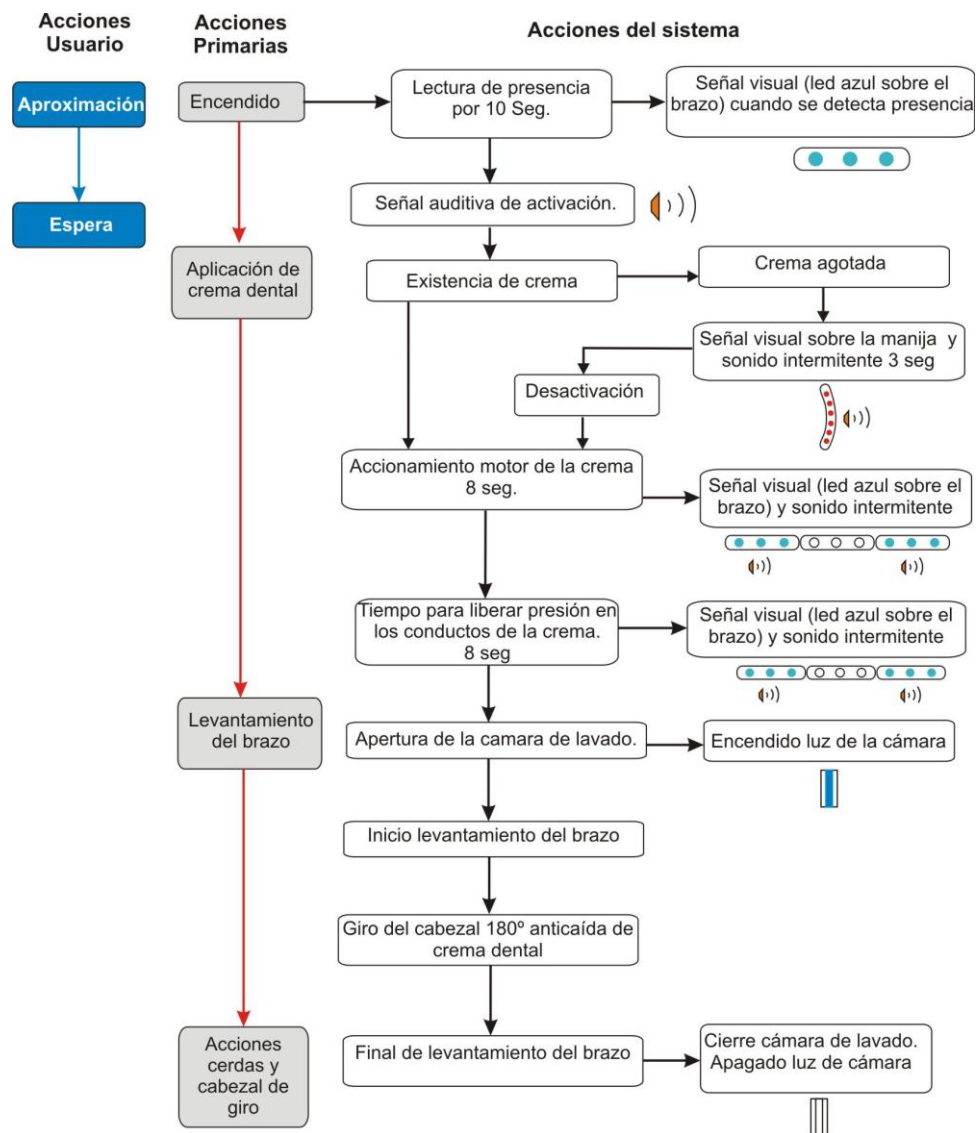 Acciones
Usuario
Acciones
Primarias
Acciones del sistema
Aproximación
Encendido
Lectura de presencia
por 10 Seg.
Señal visual (led azul sobre el
brazo) cuando se detecta presencia
Espera
Señal auditiva de activación.
Aplicación de
crema dental
Existencia de crema
Crema agotada
Señal visual sobre la manija y
sonido intermitente 3 seg
Desactivación
Accionamiento motor de la crema
8 seg.
Señal visual (led azul sobre el
brazo) y sonido intermitente
Tiempo para liberar presión en
los conductos de la crema.
8 seg
Señal visual (led azul sobre el
brazo) y sonido intermitente
Levantamiento
del brazo
Apertura de la camara de lavado.
Encendido luz de la cámara
Inicio levantamiento del brazo
Giro del cabezal 180º anticaída de
crema dental
Acciones
cerdas y
cabezal de
giro
Final de levantamiento del brazo
Cierre cámara de lavado.
Apagado luz de cámara